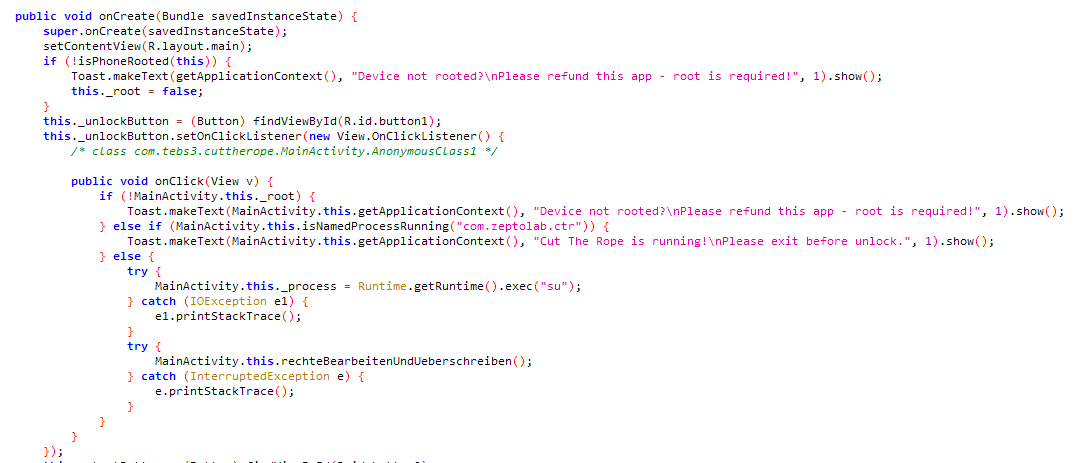 public void onCreate(Bundle savedInstanceState) {
super.onCreate(savedInstanceState);
setContentView(R.layout.main);
if (!isPhoneRooted(this)) {
Toast.makeText(getApplicationContext(), "Device not rooted?\nPlease refund this app - root is required!", 1).show();
this._root = false;
}
this._unlockButton = (Button) findViewById(R.id.button1);
this._unlockButton.setOnClickListener(new View.OnClickListener() {
/* class com.tebs3.cuttherope.MainActivity.AnonymousClass1 */
public void onClick(View v) {
if (!MainActivity.this._root) {
Toast.makeText(MainActivity.this.getApplicationContext(), "Device not rooted?\nPlease refund this app - root is required!", 1).show();
} else if (MainActivity.this.isNamedProcessRunning("com.zeptolab.ctr")) {
Toast.makeText(MainActivity.this.getApplicationContext(), "Cut The Rope is running!\nPlease exit before unlock.", 1).show();
} else {
try {
MainActivity.this._process = Runtime.getRuntime().exec("su");
} catch (IOException e1) {
e1.printStackTrace();
}
try {
MainActivity.this.rechteBearbeitenUndUeberschreiben();
} catch (InterruptedException e) {
e.printStackTrace();
}
}
}
});